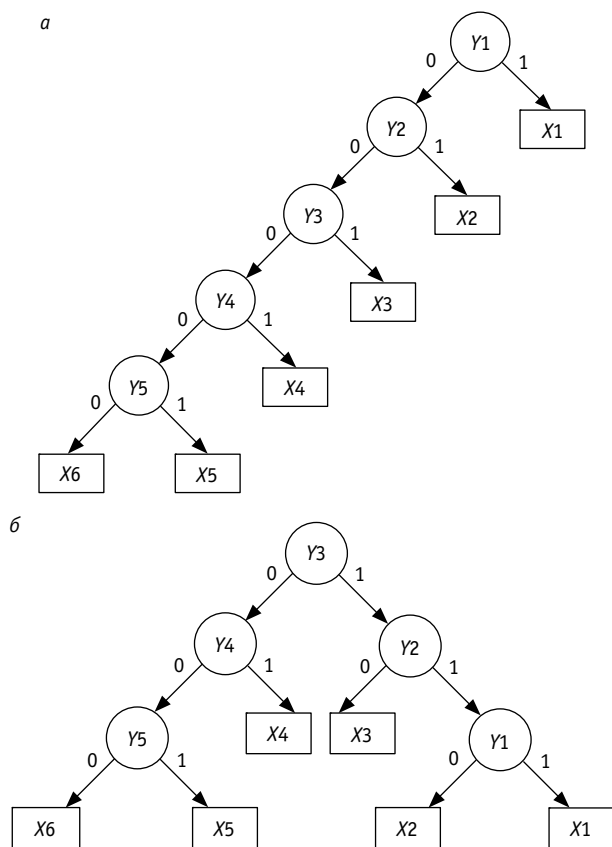 а
Y1
0 1
Y2
X1
0 1
Y3
X2
0 1
Y4
X3
0 1
Y5
X4
0 1
X6 X5
б
Y3
0 1
Y4 Y2
0 1 0 1
Y5 X4 X3 Y1
0 1 0 1
X6 X5 X2 X1